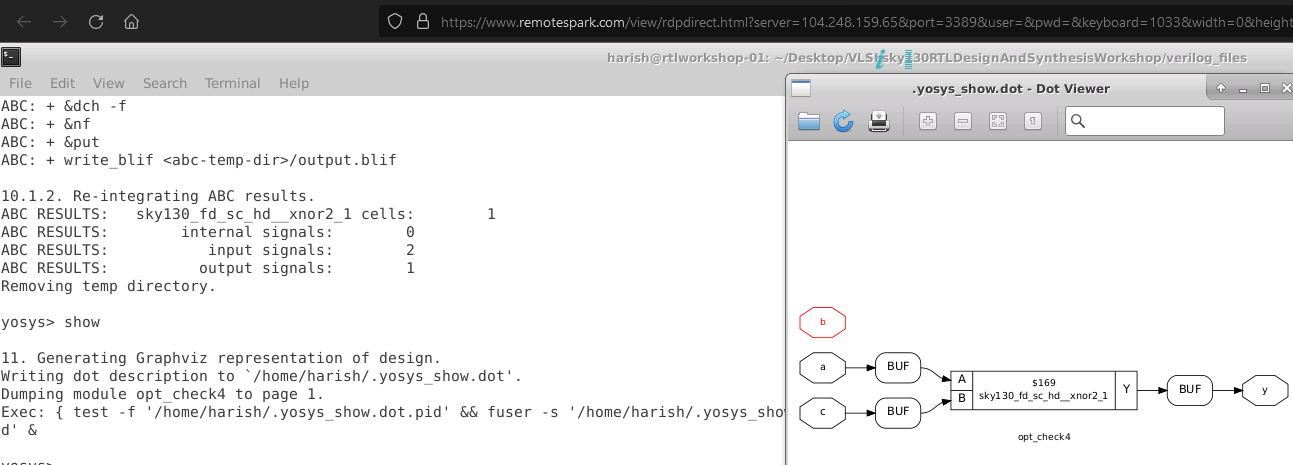 https://www.remotespark.com/view/rdpdirect.html?server=104.248.159.65&port=3389&user=&pwd=&keyboard=1033&width=0&height
harish@rtlworkshop-01: ~/Desktop/VLSI/sky130RTLDesignAndSynthesisWorkshop/verilog_files
File Edit View Search Terminal Help
ABC: + &dch -f
ABC: + &nf
ABC: + &put
ABC: + write_blif <abc-temp-dir>/output.blif
10.1.2. Re-integrating ABC results.
ABC RESULTS:   sky130_fd_sc_hd__xnor2_1 cells:        1
ABC RESULTS:        internal signals:        0
ABC RESULTS:           input signals:        2
ABC RESULTS:          output signals:        1
Removing temp directory.
yosys> show
11. Generating Graphviz representation of design.
Writing dot description to `/home/harish/.yosys_show.dot'.
Dumping module opt_check4 to page 1.
Exec: { test -f '/home/harish/.yosys_show.dot.pid' && fuser -s '/home/harish/.yosys_sho
d' &
yosys>
.yosys_show.dot - Dot Viewer
b
a
BUF
c
BUF
A
B
$169
sky130_fd_sc_hd__xnor2_1
Y
BUF
y
opt_check4